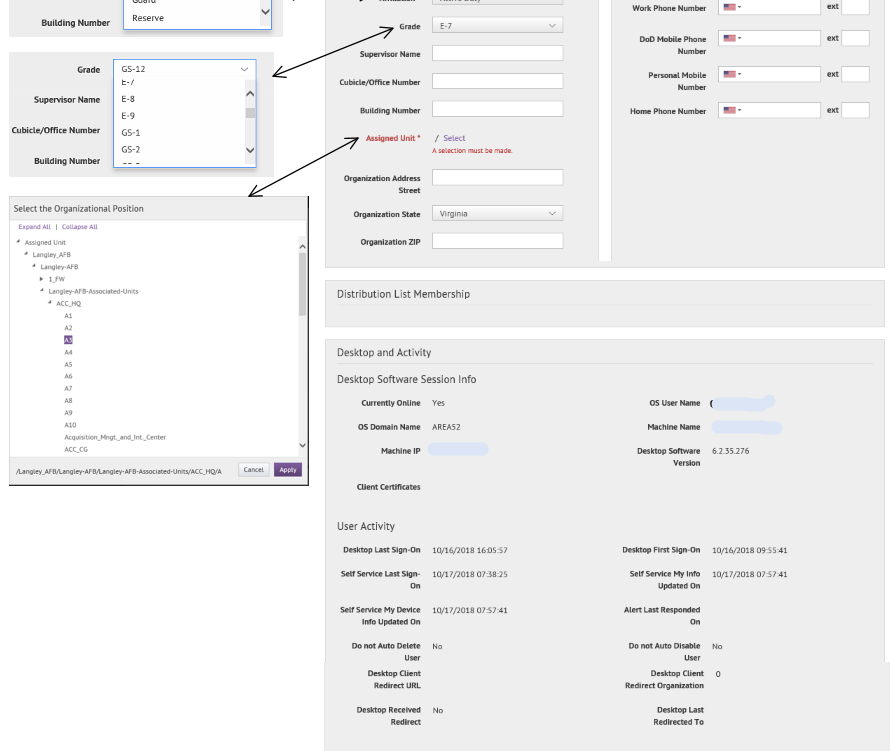 Guard
Reserve
Building Number
Grade
GS-12
E-7
E-8
E-9
GS-1
GS-2
Supervisor Name
Cubicle/Office Number
Building Number
Select the Organizational Position
Expand All | Collapse All
Assigned Unit
Langley_AFB
Langley-AFB
1_FW
Langley-AFB-Associated-Units
ACC_HQ
A1
A2
A3
A4
A5
A6
A7
A8
A9
A10
Acquisition_Mngt_and_Int_Center
ACC_CG
/Langley_AFB/Langley-AFB/Langley-AFB-Associated-Units/ACC_HQ/A
Cancel
Apply
Active Duty
Grade
E-7
Supervisor Name
Cubicle/Office Number
Building Number
Assigned Unit *
/ Select
A selection must be made.
Organization Address
Street
Organization State
Virginia
Organization ZIP
Work Phone Number
ext
DoD Mobile Phone
Number
ext
Personal Mobile
Number
ext
Home Phone Number
ext
Distribution List Membership
Desktop and Activity
Desktop Software Session Info
Currently Online Yes
OS User Name
OS Domain Name AREA52
Machine Name
Machine IP
Desktop Software
Version
6.2.35.276
Client Certificates
User Activity
Desktop Last Sign-On 10/16/2018 16:05:57
Desktop First Sign-On 10/16/2018 09:55:41
Self Service Last Sign-
On
10/17/2018 07:38:25
Self Service My Info
Updated On
10/17/2018 07:57:41
Self Service My Device
Info Updated On
10/17/2018 07:57:41
Alert Last Responded
On
Do not Auto Delete
User
No
Do not Auto Disable
User
No
Desktop Client
Redirect URL
Desktop Client
Redirect Organization
0
Desktop Received
Redirect
No
Desktop Last
Redirected To